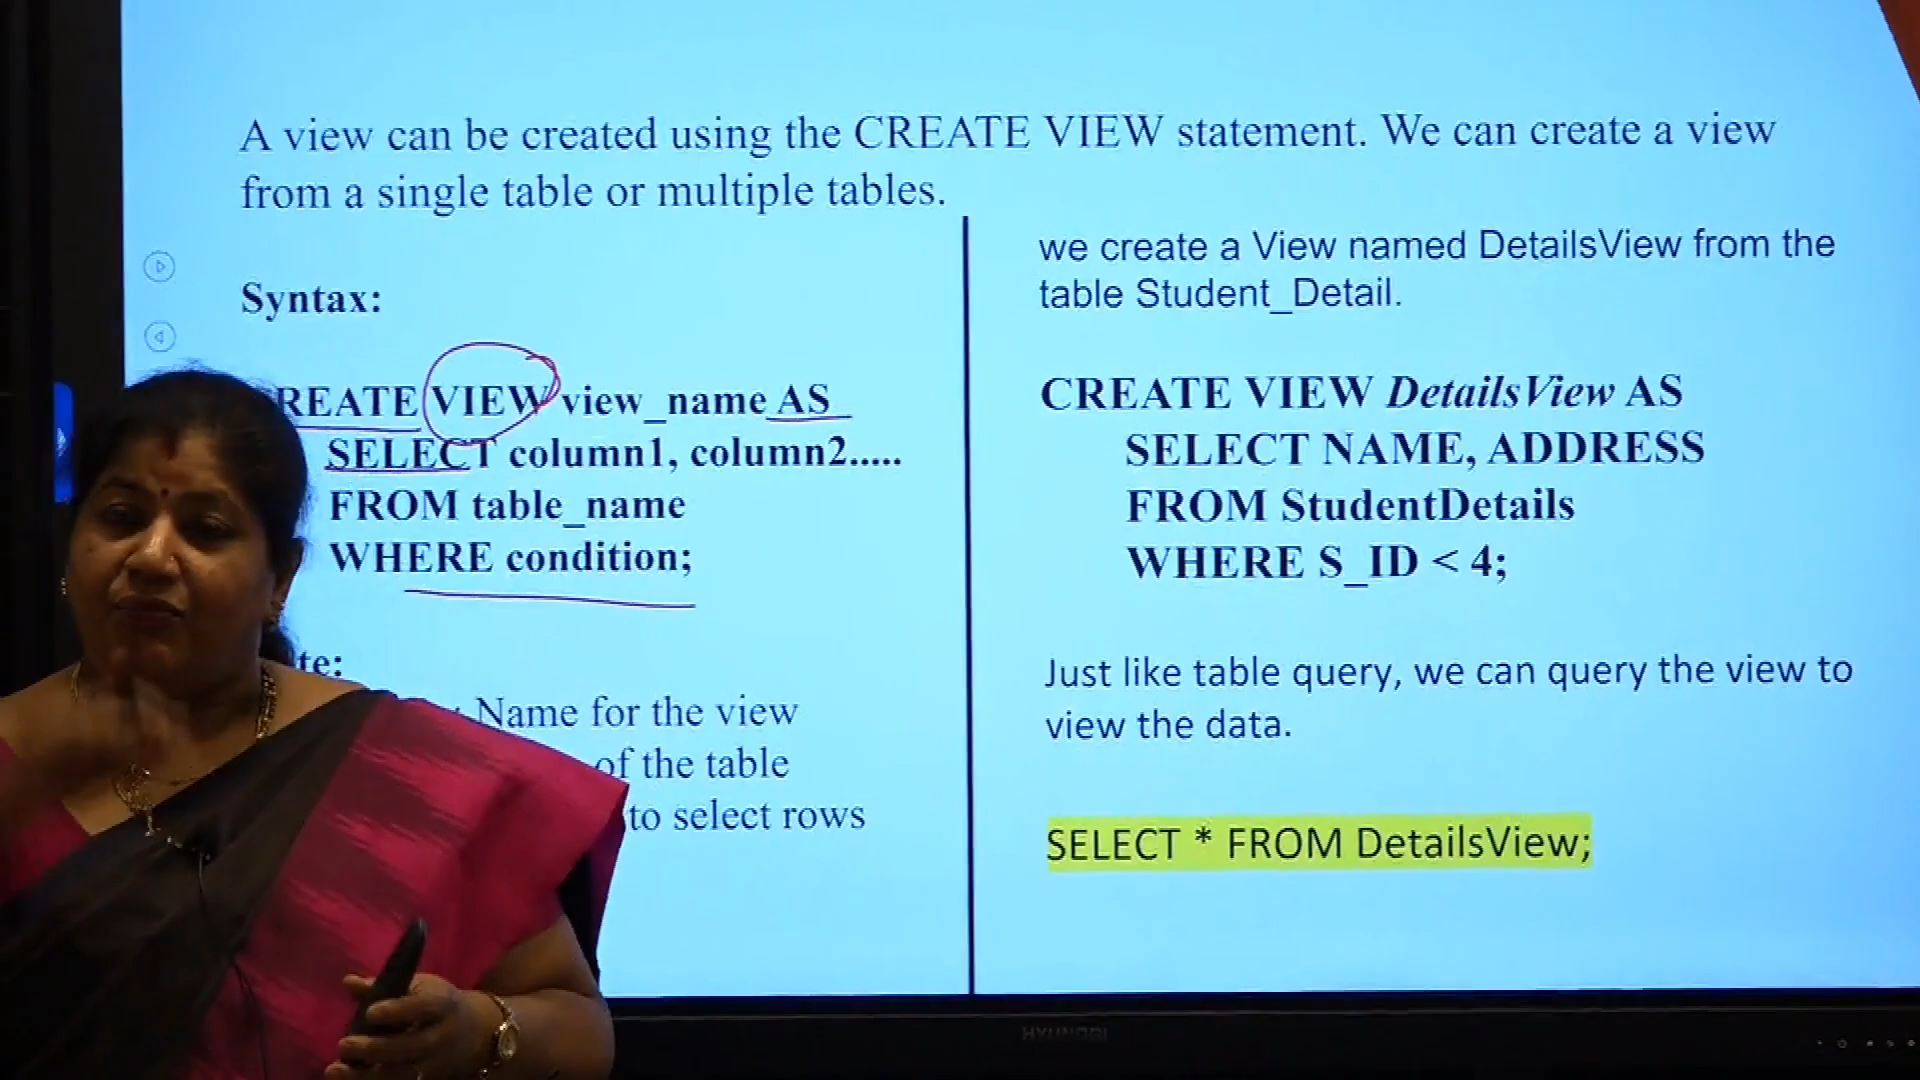 A view can be created using the CREATE VIEW statement. We can create a view
from a single table or multiple tables.
Syntax:
REATE VIEW view_name AS
SELECT column1, column2.....
FROM table_name
WHERE condition;
te:
Name for the view
of the table
to select rows
we create a View named DetailsView from the
table Student_Detail.
CREATE VIEW DetailsView AS
SELECT NAME, ADDRESS
FROM StudentDetails
WHERE S_ID < 4;
Just like table query, we can query the view to
view the data.
SELECT * FROM DetailsView;
HYUNDAI